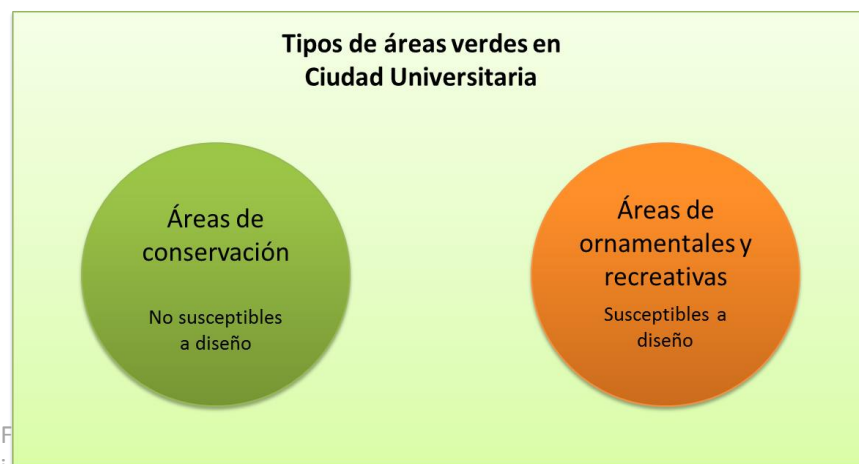 Tipos de áreas verdes en
Ciudad Universitaria
Áreas de
conservación
No susceptibles
a diseño
Áreas de
ornamentales y
recreativas
Susceptibles a
diseño
F